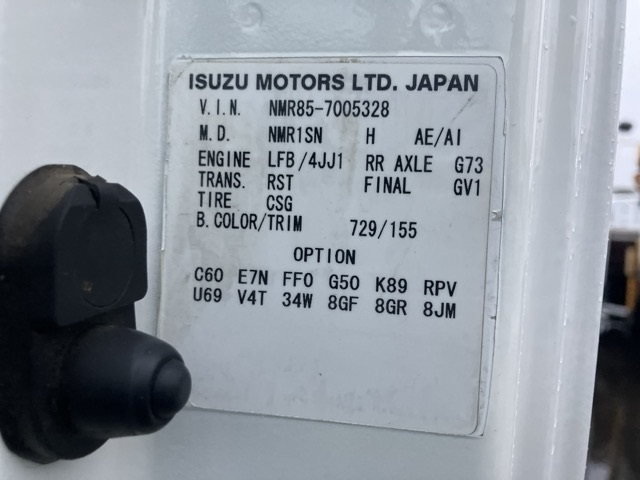 ISUZU MOTORS LTD. JAPAN
V.I.N. NMR85-7005328
M.D. NMR1SN H AE/AI
ENGINE LFB/4JJ1 RR AXLE G73
TRANS. RST FINAL GV1
TIRE CSG
B.COLOR/TRIM 729/155
OPTION
C60 E7N FF0 G50 K89 RPV
U69 V4T 34W 8GF 8GR 8JM